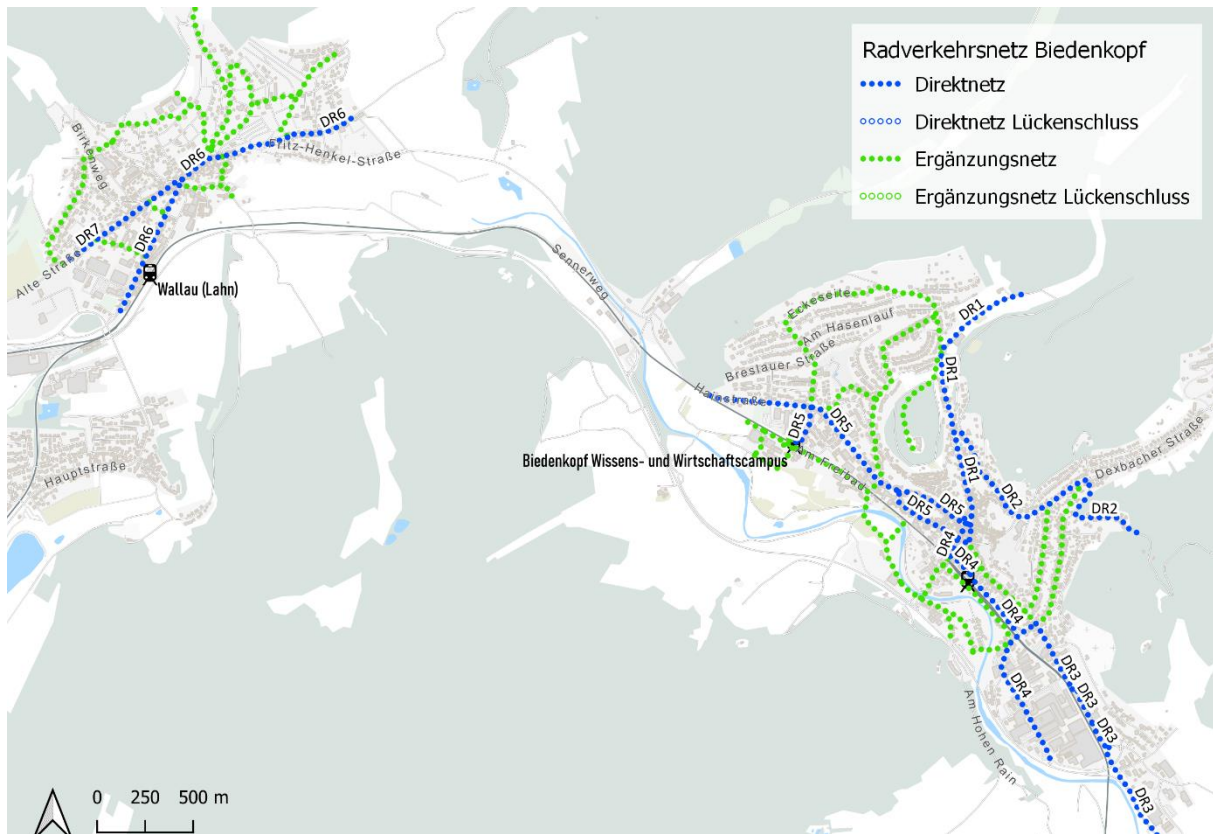 Radverkehrsnetz Biedenkopf
Direktnetz
Direktnetz Lückenschluss
Ergänzungsnetz
Ergänzungsnetz Lückenschluss
DR6
Fritz-Henkel-Straße
DR6
Birkenweg
DR7
DR6
Alte Straße
Wallau (Lahn)
Sennerweg
Eckeseite
Am Hasenlauf
Breslauer Straße
DR1
DR1
Hainstraße
DR5
DR5
Am Freibad
Biedenkopf Wissens- und Wirtschaftscampus
Hauptstraße
DR1
Dexbacher Straße
DR2
DR2
DR5
DR5
DR4
DR4
DR4
DR4
DR3
DR3
DR3
DR3
Am Hohen Rain
0 250 500 m